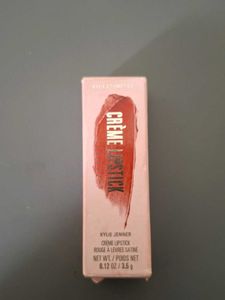 CRÈME LIPSTICK
KYLIE JENNER
CRÈME LIPSTICK
ROUGE À LÈVRES SATINÉ
NET WT. / POIDS NET
0.12 OZ / 3.5 g